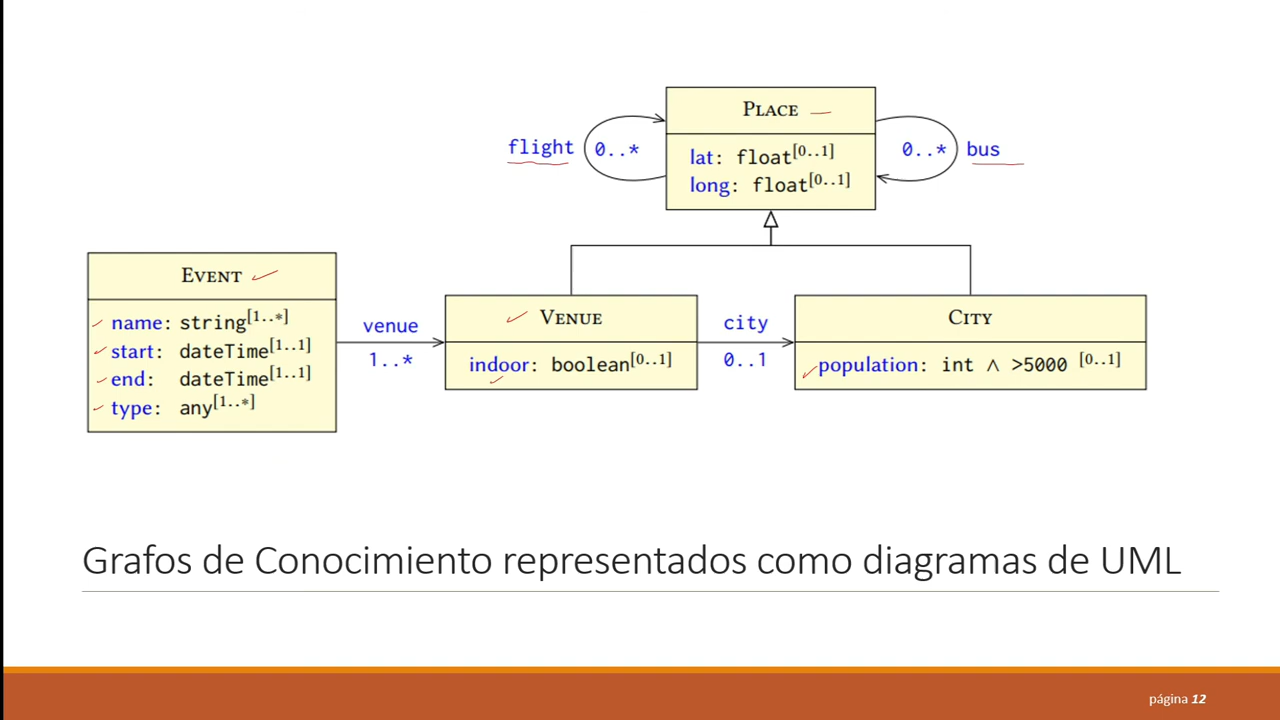 PLACE
flight 0..* lat: float[0..1] 0..* bus
long: float[0..1]
EVENT
name: string[1..*]
start: dateTime[1..1]
end: dateTime[1..1]
type: any[1..*]
venue
1..*
VENUE
indoor: boolean[0..1]
city
0..1
CITY
population: int ∧ >5000 [0..1]
Grafos de Conocimiento representados como diagramas de UML
página 12